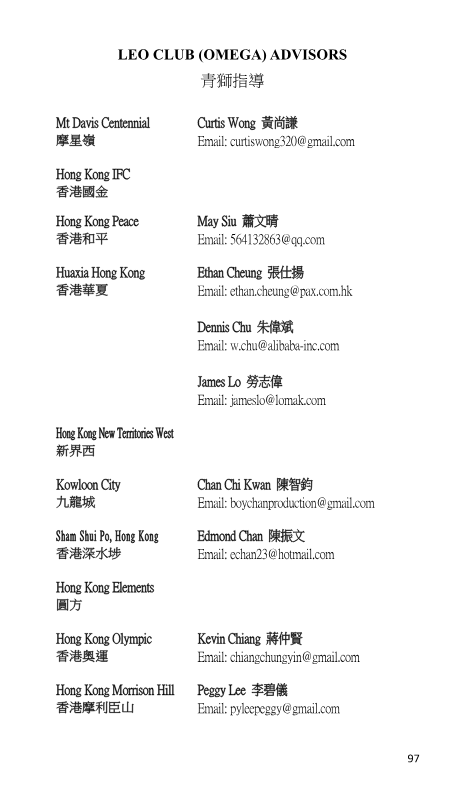 LEO CLUB (OMEGA) ADVISORS
青獅指導
Mt Davis Centennial Curtis Wong 黃尚謙
摩星嶺 Email: curtiswong320@gmail.com
Hong Kong IFC
香港國金
Hong Kong Peace May Siu 蕭文晴
香港和平 Email: 564132863@qq.com
Huaxia Hong Kong Ethan Cheung 張仕揚
香港華夏 Email: ethan.cheung@pax.com.hk
Dennis Chu 朱偉斌
Email: w.chu@alibaba-inc.com
James Lo 勞志偉
Email: jameslo@lomak.com
Hong Kong New Territories West
新界西
Kowloon City Chan Chi Kwan 陳智鈞
九龍城 Email: boychanproduction@gmail.com
Sham Shui Po, Hong Kong Edmond Chan 陳振文
香港深水埗 Email: echan23@hotmail.com
Hong Kong Elements
圓方
Hong Kong Olympic Kevin Chiang 蔣仲賢
香港奧運 Email: chiangchungyin@gmail.com
Hong Kong Morrison Hill Peggy Lee 李碧儀
香港摩利臣山 Email: pyleepeggy@gmail.com
97